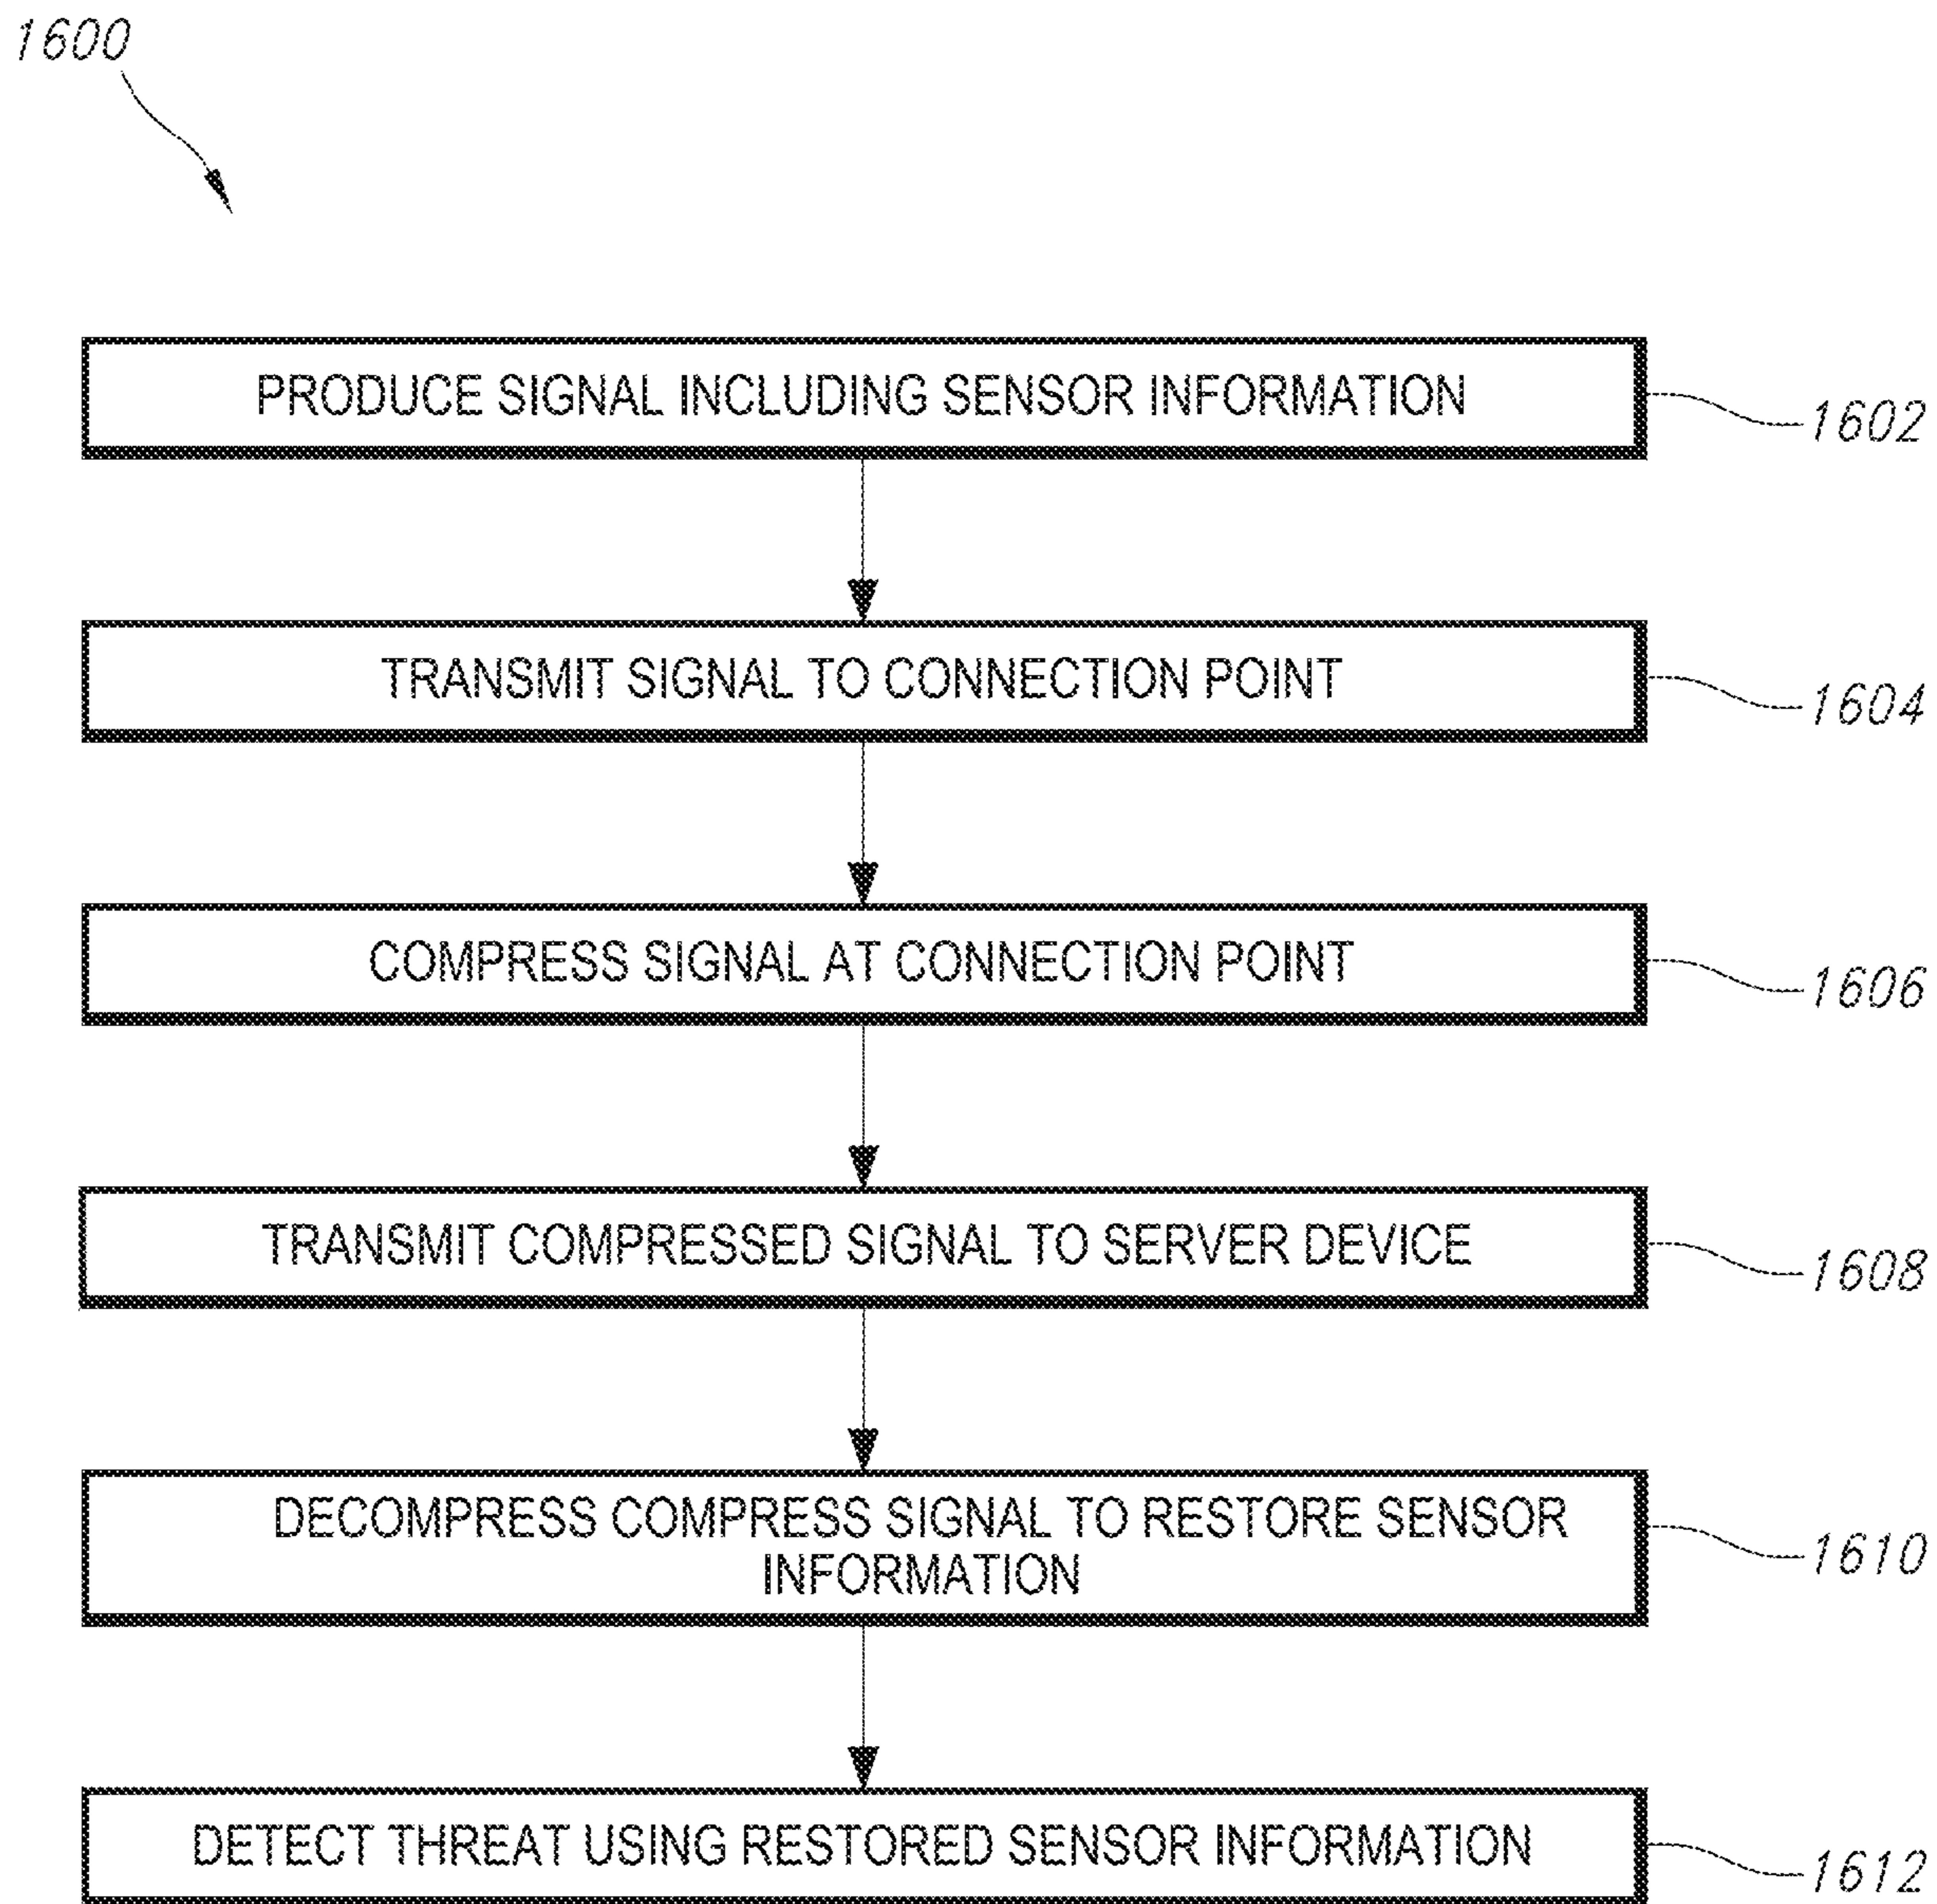 1600
PRODUCE SIGNAL INCLUDING SENSOR INFORMATION
1602
TRANSMIT SIGNAL TO CONNECTION POINT
1604
COMPRESS SIGNAL AT CONNECTION POINT
1606
TRANSMIT COMPRESSED SIGNAL TO SERVER DEVICE
1608
DECOMPRESS COMPRESS SIGNAL TO RESTORE SENSOR
INFORMATION
1610
DETECT THREAT USING RESTORED SENSOR INFORMATION
1612